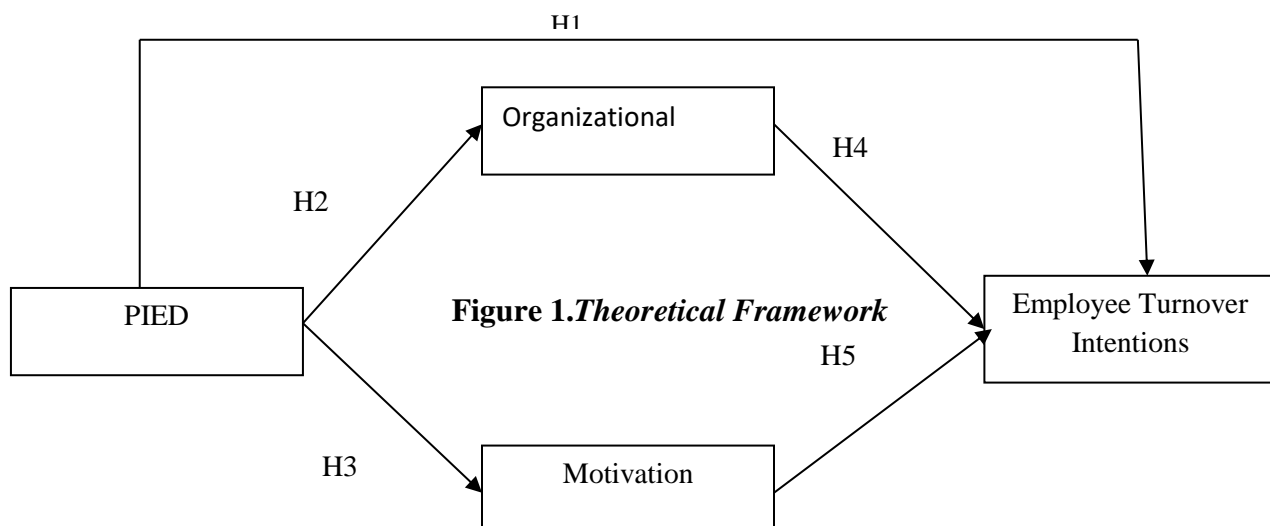 H1
Organizational
H4
H2
PIED
Figure 1.Theoretical Framework
Employee Turnover
Intentions
H5
H3
Motivation